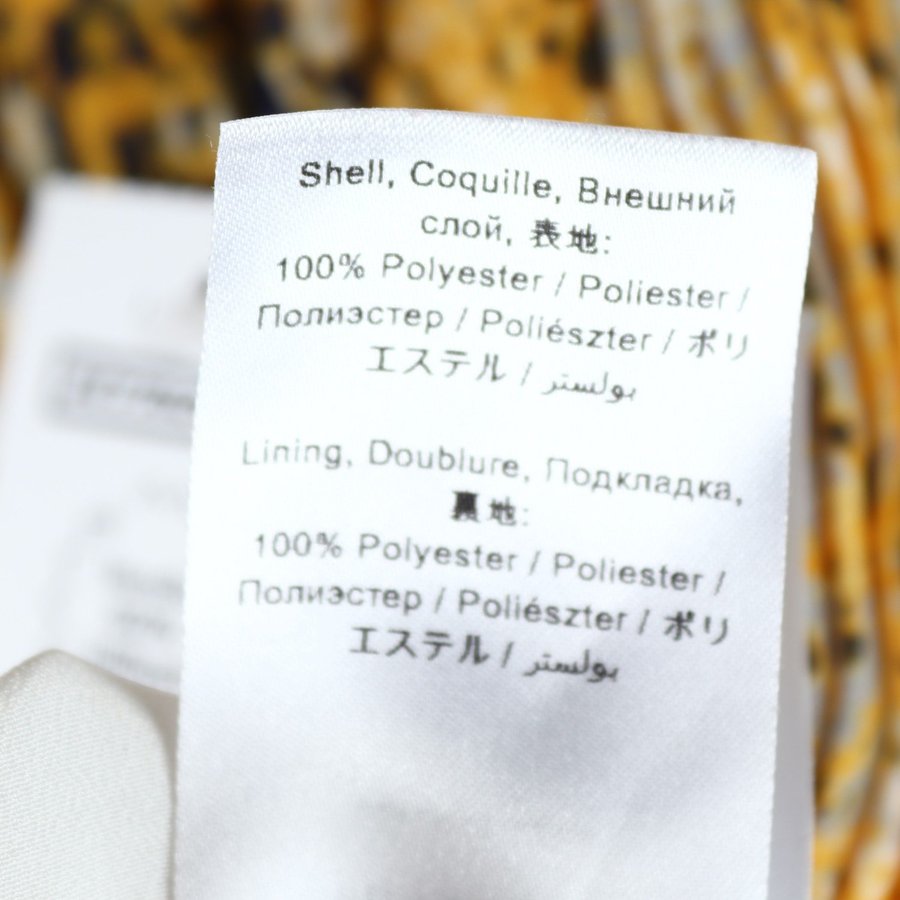 Shell, Coquille, Внешний
слой, 表地:
100% Polyester / Poliester /
Полиэстер / Poliészter / ポリ
エステル / بولستر
Lining, Doublure, Подкладка,
裏地:
100% Polyester / Poliester /
Полиэстер / Poliészter / ポリ
エステル / بولستر